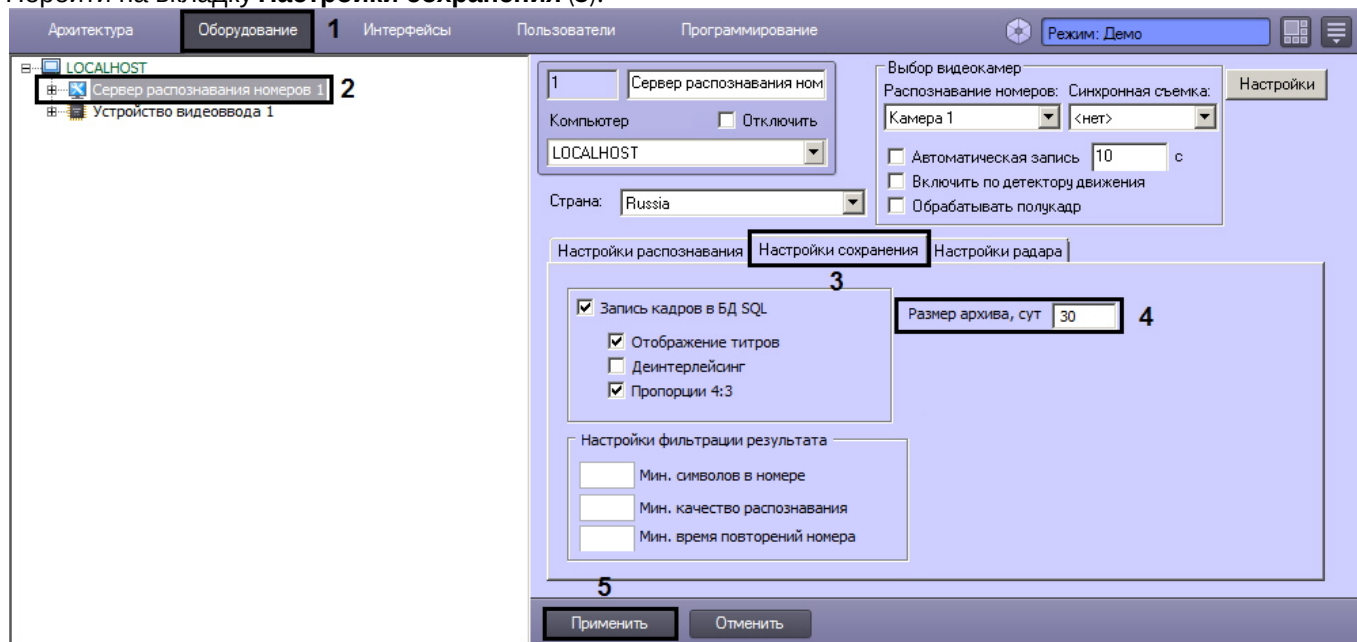 Перейти на вкладку Настройки сохранения (3).
Архитектура Оборудование 1 Интерфейсы Пользователи Программирование Режим: Демо
LOCALHOST
Сервер распознавания номеров 1 2
Устройство видеоввода 1
1 Сервер распознавания ном
Компьютер Отключить
LOCALHOST
Страна: Russia
Выбор видеокамер
Распознавание номеров: Синхронная съемка:
Камера 1 <нет>
Автоматическая запись 10 с
Включить по детектору движения
Обрабатывать полукадр
Настройки
Настройки распознавания Настройки сохранения Настройки радара
3
Запись кадров в БД SQL
Отображение титров
Деинтерлейсинг
Пропорции 4:3
Размер архива, сут 30 4
Настройки фильтрации результата
Мин. символов в номере
Мин. качество распознавания
Мин. время повторений номера
5
Применить Отменить